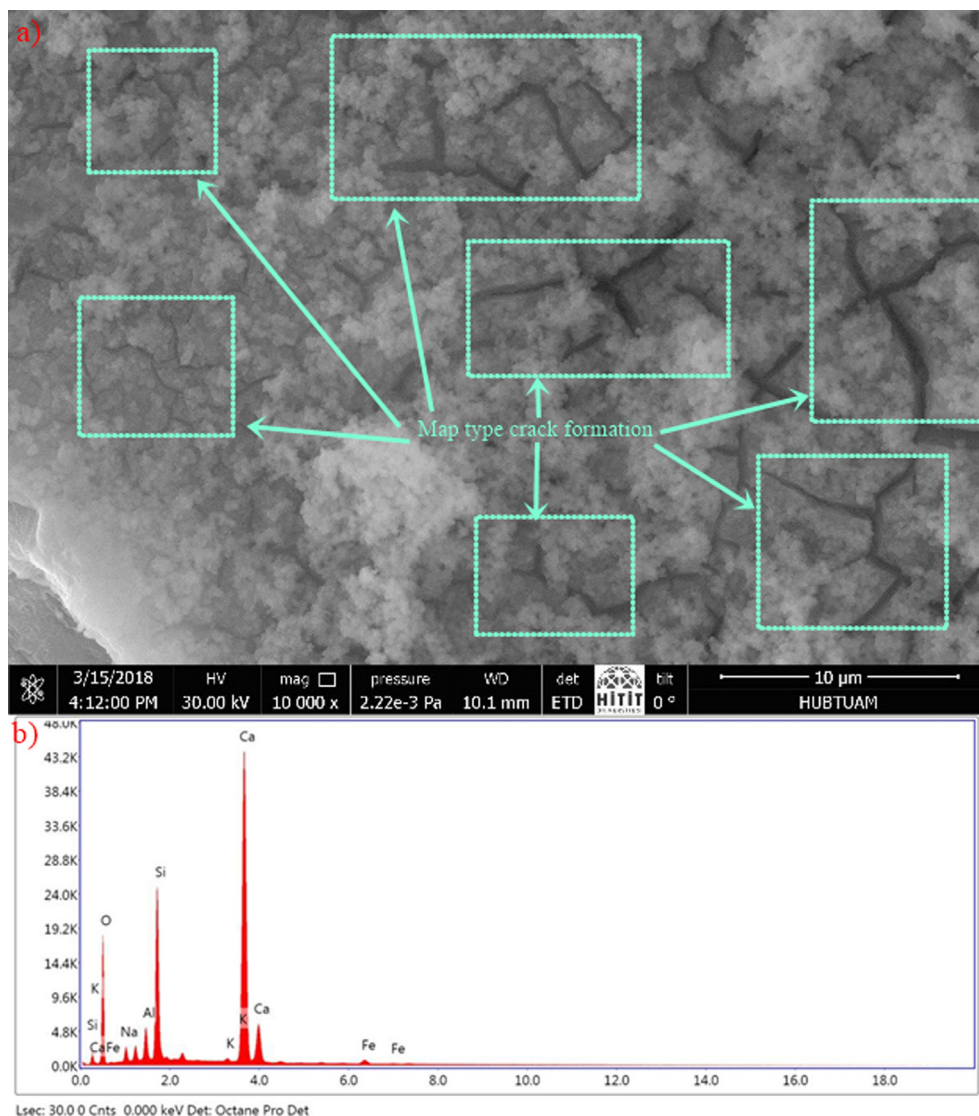 a)
Map type crack formation
3/15/2018 HV mag pressure WD det tilt 10 µm
4:12:00 PM 30.00 kV 10 000 x 2.22e-3 Pa 10.1 mm ETD HiTiT 0 ° HUBTUAM
b)
48.0K
43.2K
38.4K
33.6K
28.8K
24.0K
19.2K
14.4K
9.6K
4.8K
0.0K
Ca
Si
O
K
Si
Ca Fe
Na
Al
K
K
Ca
Fe
Fe
0.0 2.0 4.0 6.0 8.0 10.0 12.0 14.0 16.0 18.0
Lsec: 30.0 0 Cnts 0.000 keV Det: Octane Pro Det